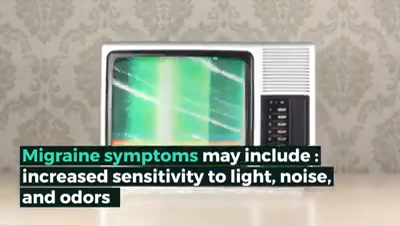 Migraine symptoms may include :
increased sensitivity to light, noise,
and odors